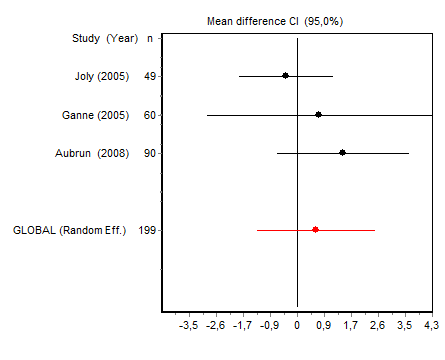 Mean difference CI (95,0%)
Study (Year) n
Joly (2005) 49
Ganne (2005) 60
Aubrun (2008) 90
GLOBAL (Random Eff.) 199
-3,5 -2,6 -1,7 -0,9 0 0,9 1,7 2,6 3,5 4,3